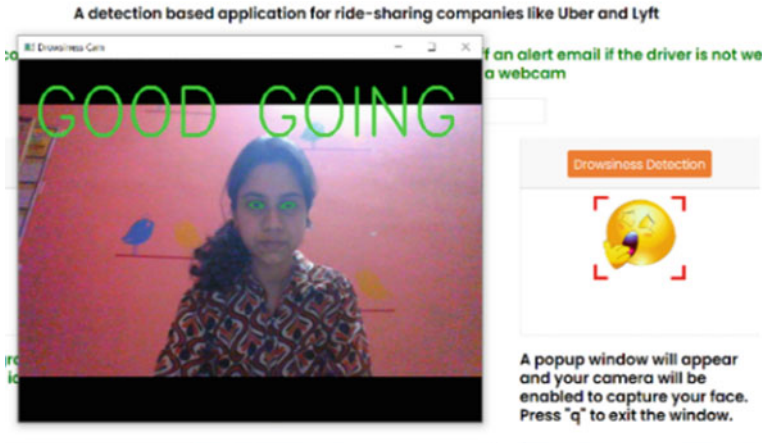 A detection based application for ride-sharing companies like Uber and Lyft
Drowsiness Cam
f an alert email if the driver is not we
a webcam
GOOD GOING
Drowsiness Detection
A popup window will appear
and your camera will be
enabled to capture your face.
Press "q" to exit the window.